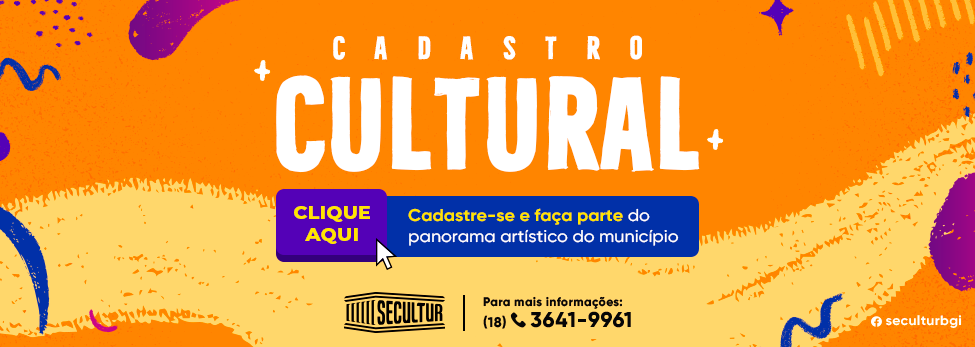 CADASTRO
CULTURAL
CLIQUE
AQUI
Cadastre-se e faça parte do
panorama artístico do município
SECULTUR
Para mais informações:
(18) 3641-9961
seculturbgi